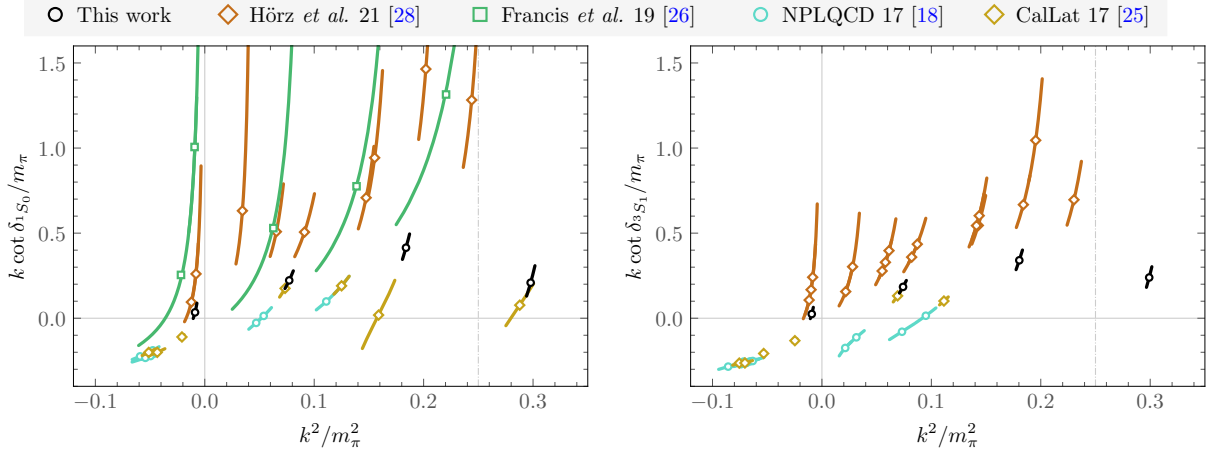 This work Hörz et al. 21 [28] Francis et al. 19 [26] NPLQCD 17 [18] CalLat 17 [25]
k cot δ¹S₀/mπ
1.5
1.0
0.5
0.0
−0.1 0.0 0.1 0.2 0.3
k²/m²π
k cot δ³S₁/mπ
1.5
1.0
0.5
0.0
−0.1 0.0 0.1 0.2 0.3
k²/m²π